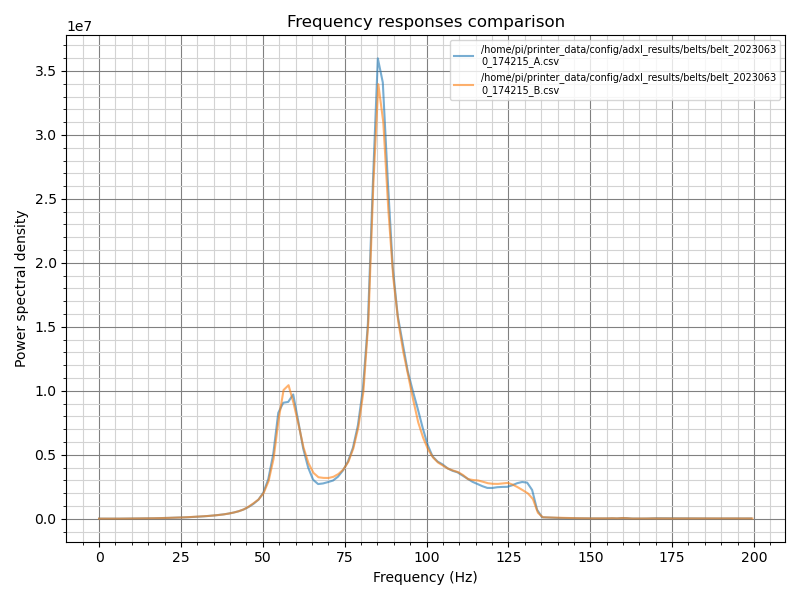 Frequency responses comparison
1e7
/home/pi/printer_data/config/adxl_results/belts/belt_2023063
0_174215_A.csv
/home/pi/printer_data/config/adxl_results/belts/belt_2023063
0_174215_B.csv
3.5
3.0
2.5
2.0
1.5
1.0
0.5
0.0
Power spectral density
0 25 50 75 100 125 150 175 200
Frequency (Hz)